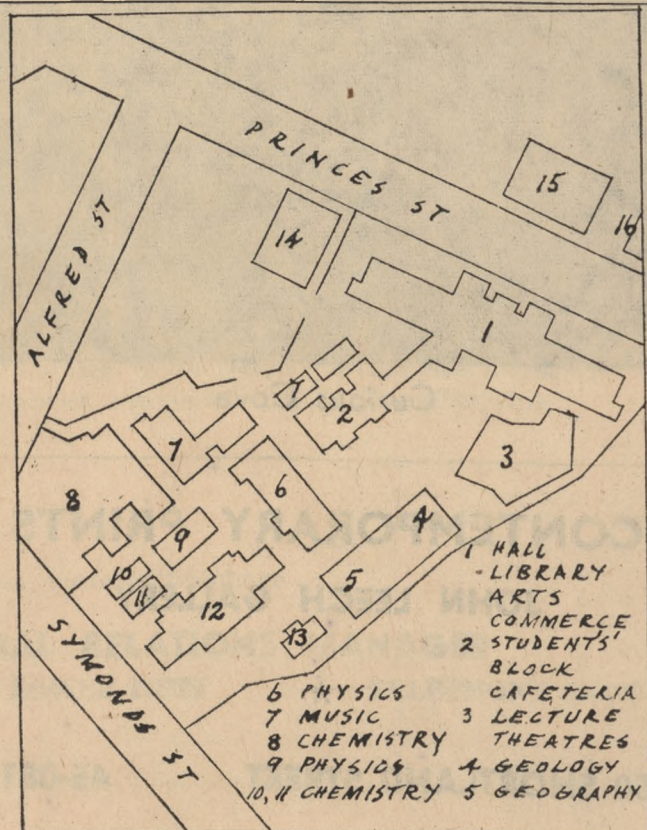 PRINCES ST
ALFRED ST
SYMONDS ST
15
16
14
1
7
2
3
7
6
8
9
4
10
11
12
5
13
1 HALL
LIBRARY
ARTS
COMMERCE
2 STUDENTS'
BLOCK
CAFETERIA
3 LECTURE
THEATRES
4 GEOLOGY
5 GEOGRAPHY
6 PHYSICS
7 MUSIC
8 CHEMISTRY
9 PHYSICS
10, 11 CHEMISTRY